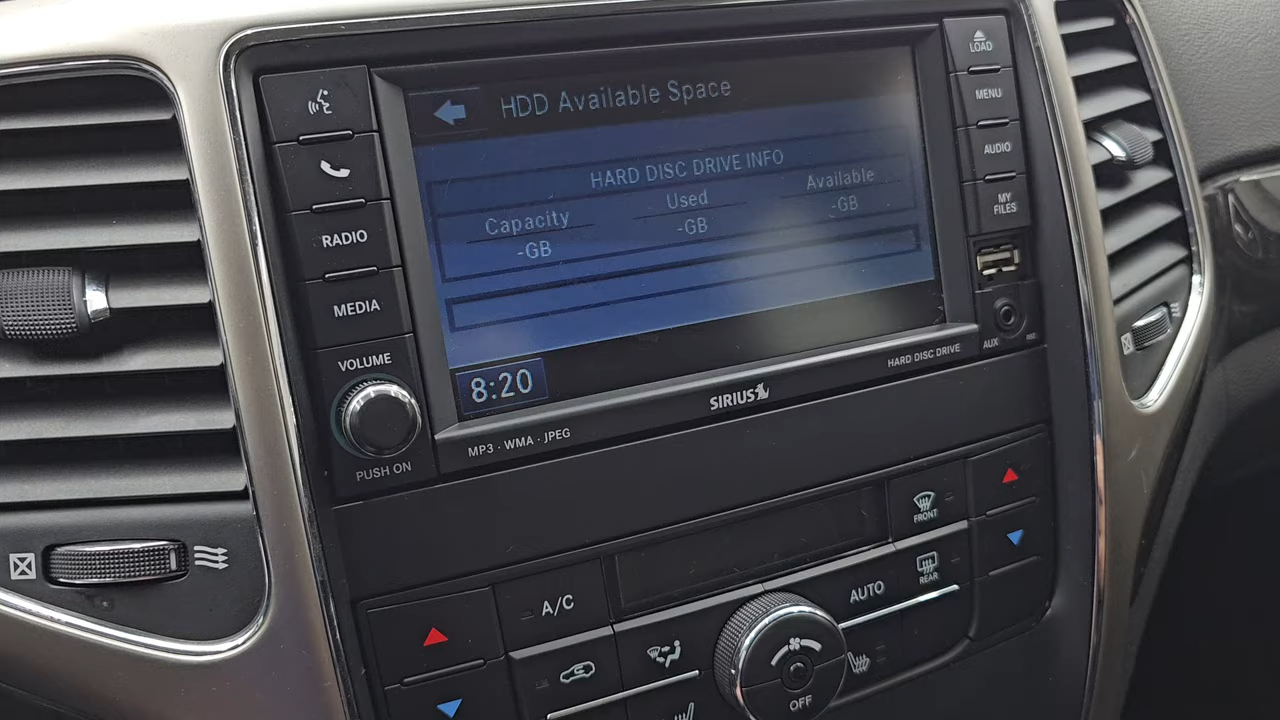 HDD Available Space
HARD DISC DRIVE INFO
Capacity Used Available
-GB -GB -GB
8:20
RADIO
MEDIA
VOLUME
PUSH ON
LOAD
MENU
AUDIO
MY
FILES
AUX
MP3 · WMA · JPEG
SIRIUS
HARD DISC DRIVE
FRONT
A/C
AUTO
REAR
OFF